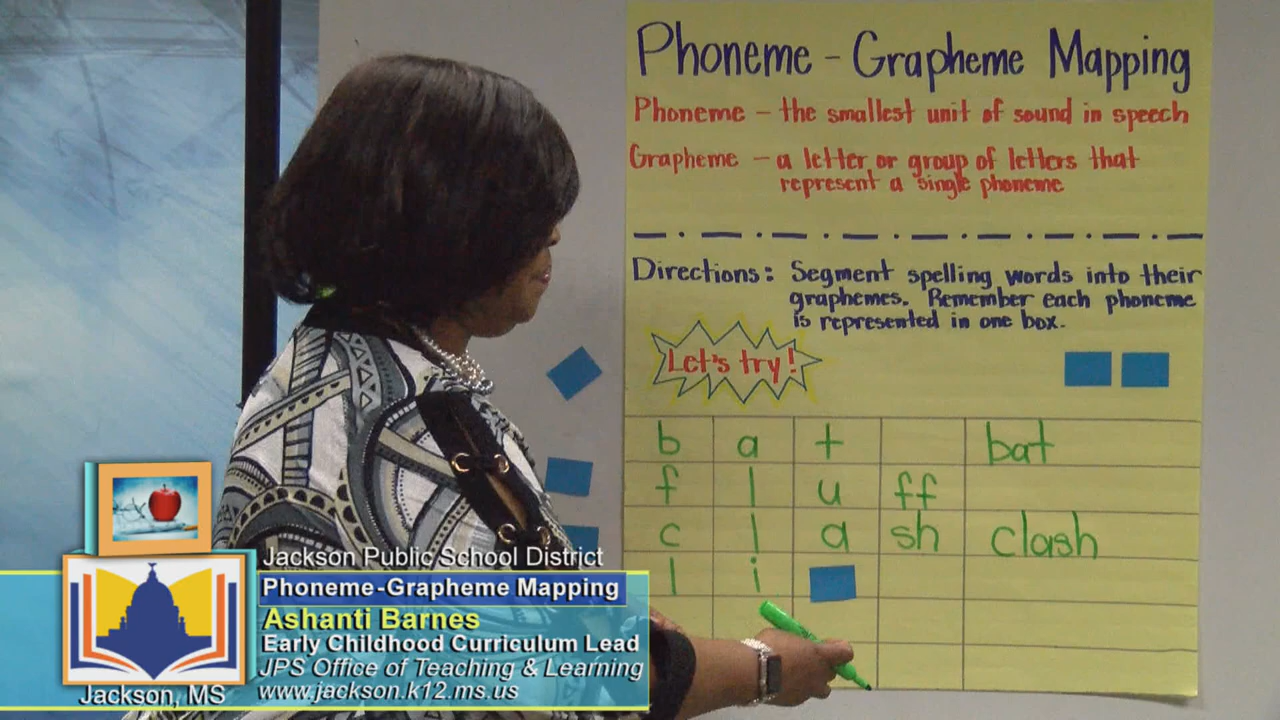 Phoneme - Grapheme Mapping
Phoneme - the smallest unit of sound in speech
Grapheme - a letter or group of letters that
represent a single phoneme
Directions: Segment spelling words into their
graphemes. Remember each phoneme
is represented in one box.
Let's try!
b a t bat
f l u ff
c l a sh clash
l i
Jackson Public School District
Phoneme-Grapheme Mapping
Ashanti Barnes
Early Childhood Curriculum Lead
JPS Office of Teaching & Learning
www.jackson.k12.ms.us
Jackson, MS